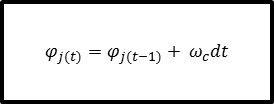 φ_{j(t)} = φ_{j(t−1)} + ω_c dt